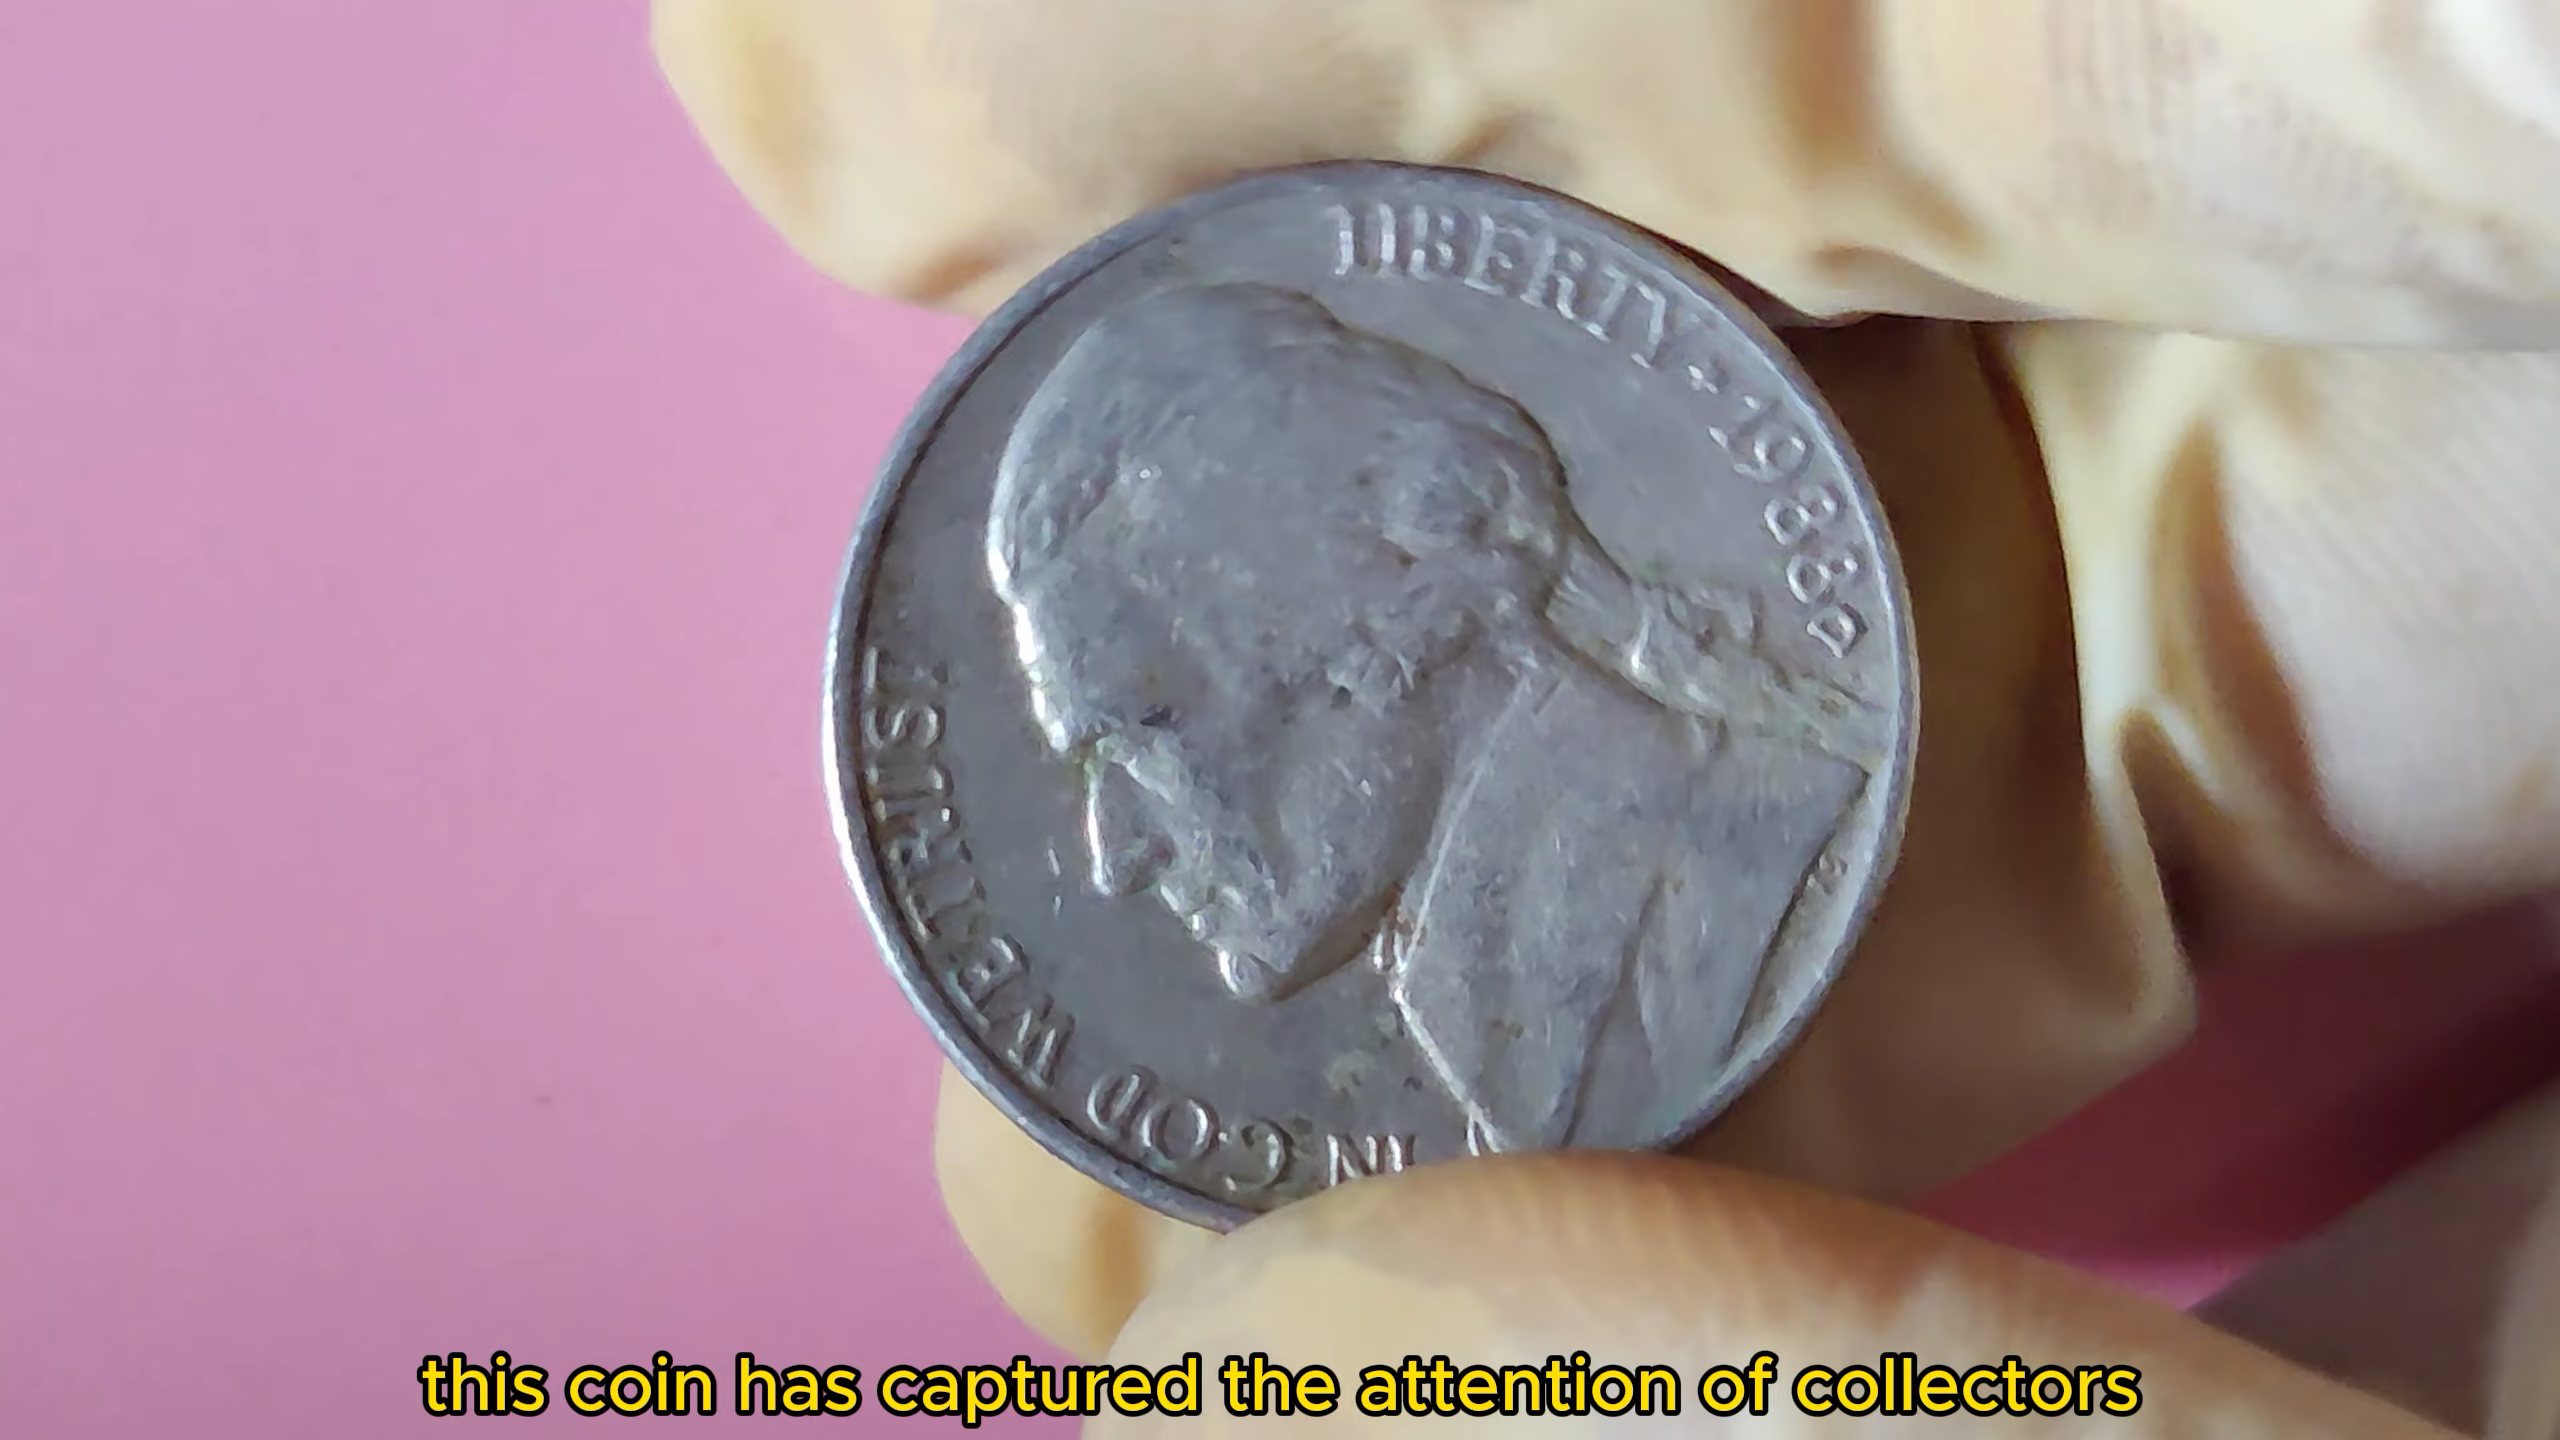 LIBERTY ★ 1988 P
IN GOD WE TRUST
this coin has captured the attention of collectors